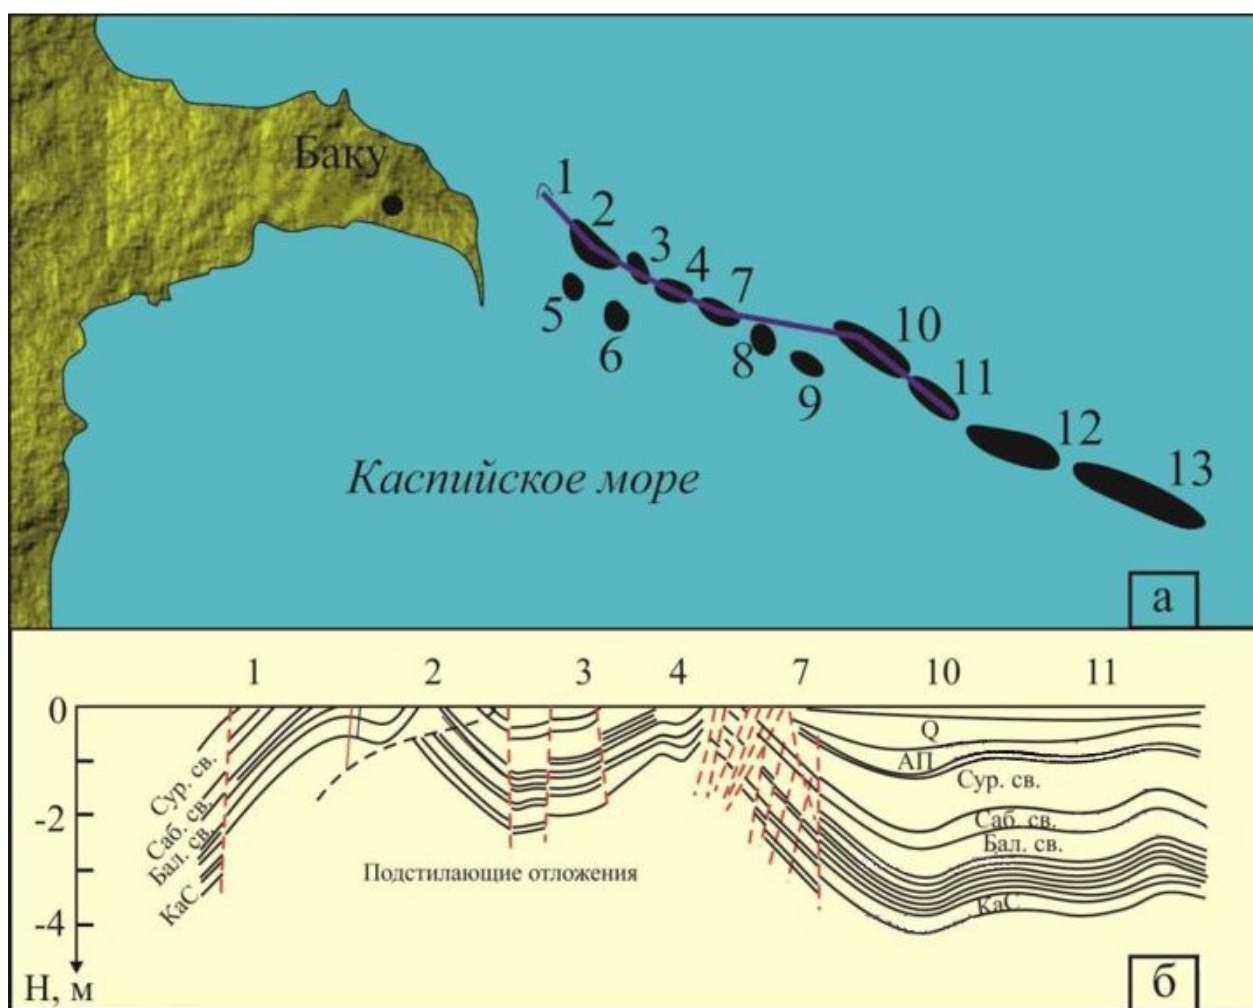 Баку
1
2
3
4
7
5
6
8
9
10
11
12
13
Каспийское море
а
1 2 3 4 7 10 11
0
Q
АП
Сур. св.
Сур. св.
-2
Саб. св.
Саб. св.
Бал. св.
Бал. св.
Подстилающие отложения
КаС
КаС
-4
Н, м
б